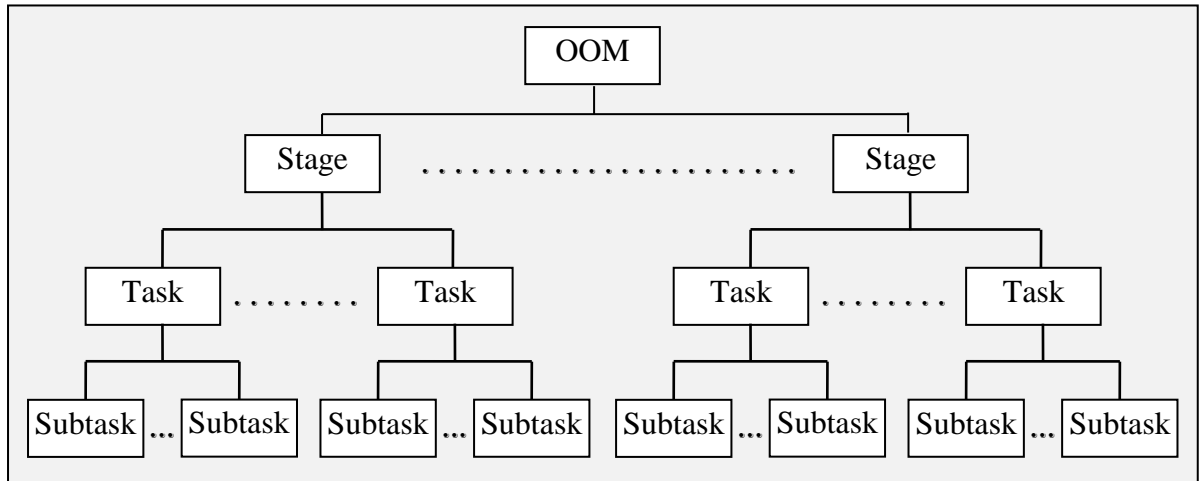 OOM
Stage . . . . . . . . . . . . . . . . . . . . . . . Stage
Task . . . . . . . . Task Task . . . . . . . . Task
Subtask ... Subtask Subtask ... Subtask Subtask ... Subtask Subtask ... Subtask